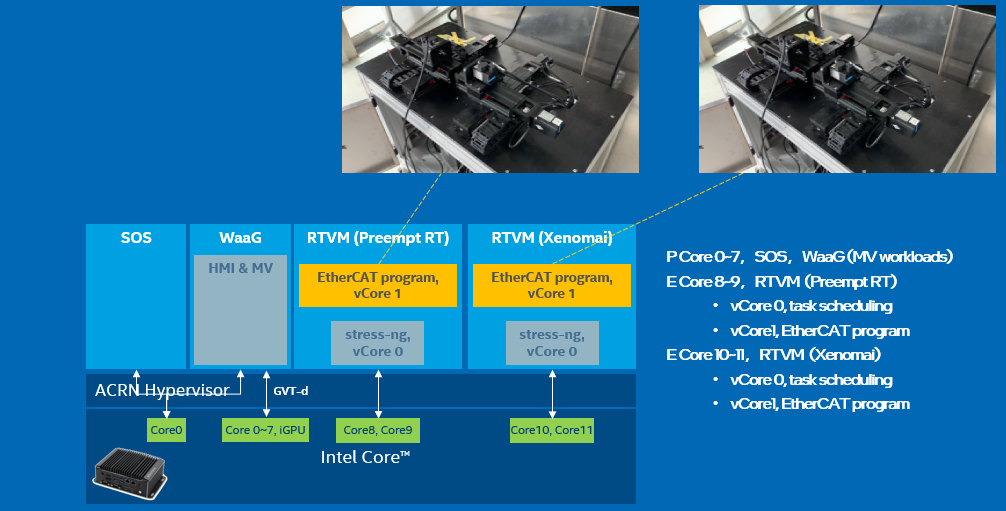 SOS
WaaG
RTVM (Preempt RT)
RTVM (Xenomai)
HMI & MV
EtherCAT program,
vCore 1
EtherCAT program,
vCore 1
stress-ng,
vCore 0
stress-ng,
vCore 0
ACRN Hypervisor
GVT-d
Core0
Core 0~7, iGPU
Core8, Core9
Core10, Core11
Intel Core™
P Core 0~7, SOS, WaaG (MV workloads)
E Core 8~9, RTVM (Preempt RT)
• vCore 0, task scheduling
• vCore1, EtherCAT program
E Core 10~11, RTVM (Xenomai)
• vCore 0, task scheduling
• vCore1, EtherCAT program